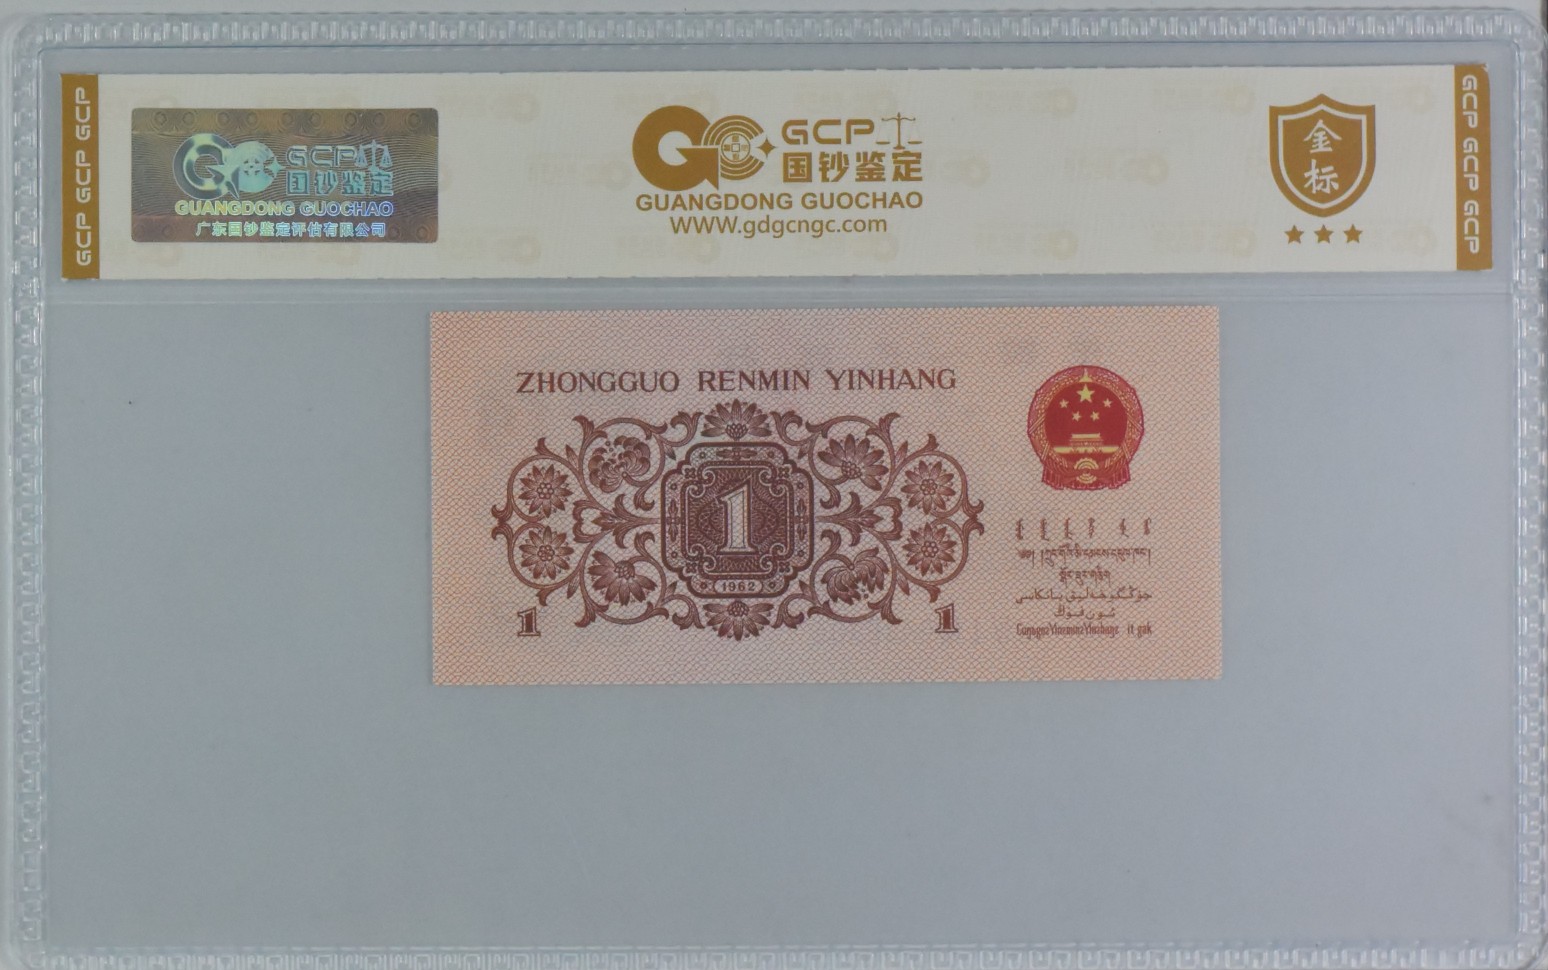 GCP GCP GCP
GCP
国钞鉴定
GUANGDONG GUOCHAO
广东国钞鉴定评估有限公司
GCP
国钞鉴定
GUANGDONG GUOCHAO
WWW.gdgcngc.com
金标
GCP GCP GCP
ZHONGGUO RENMIN YINHANG
1
1962
1
1